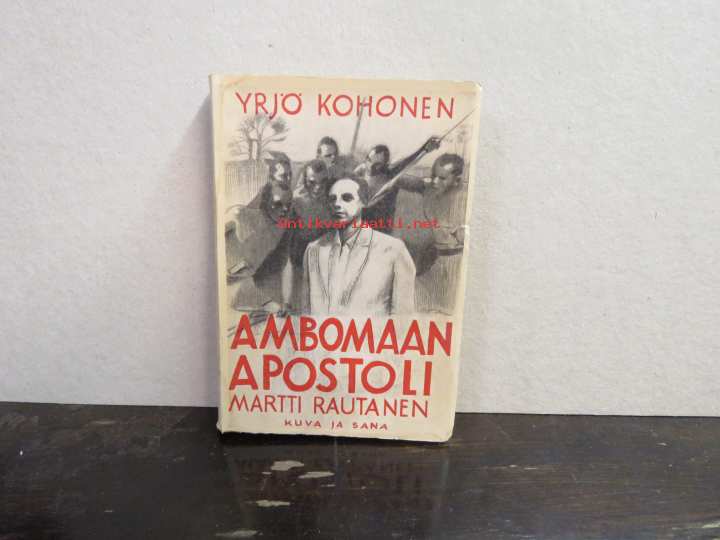 YRJÖ KOHONEN
antikvariaatti.net
AMBOMAAN
APOSTOLI
MARTTI RAUTANEN
KUVA JA SANA